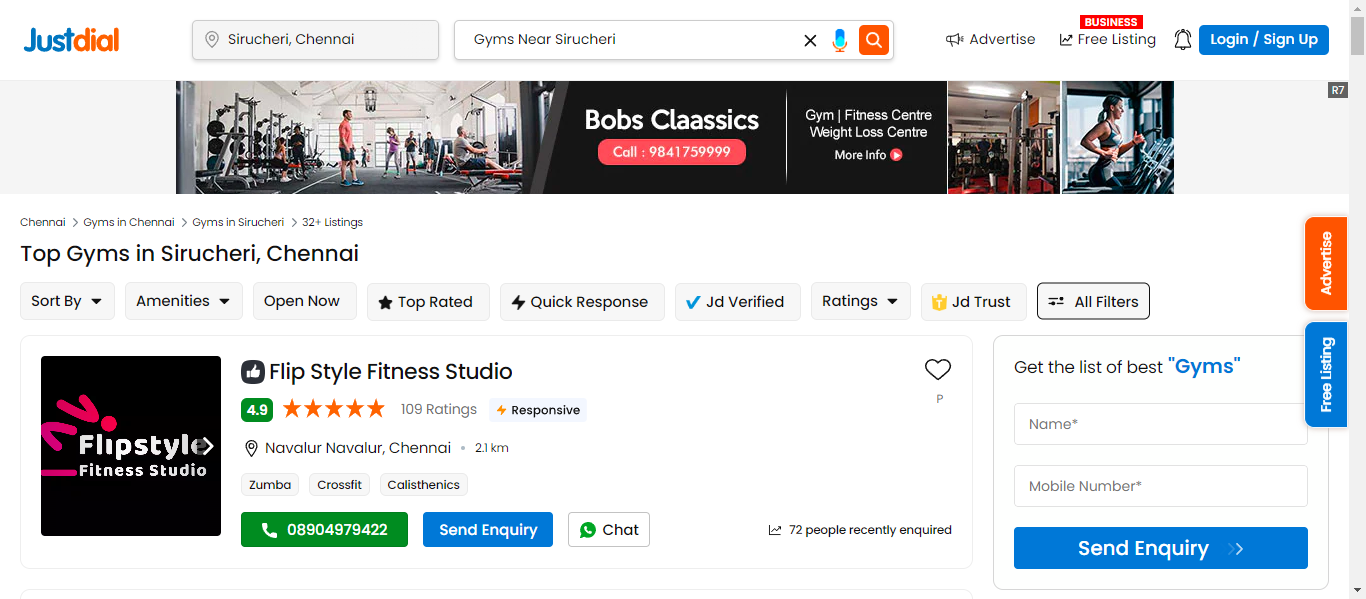 Justdial
Sirucheri, Chennai
Gyms Near Sirucheri
Advertise
BUSINESS
Free Listing
Login / Sign Up
Bobs Claassics
Call : 9841759999
Gym | Fitness Centre
Weight Loss Centre
More Info
R7
Chennai > Gyms in Chennai > Gyms in Sirucheri > 32+ Listings
Top Gyms in Sirucheri, Chennai
Sort By Amenities Open Now Top Rated Quick Response Jd Verified Ratings Jd Trust All Filters
Flipstyle
Fitness Studio
Flip Style Fitness Studio
P
4.9 109 Ratings Responsive
Navalur Navalur, Chennai • 2.1 km
Zumba Crossfit Calisthenics
08904979422 Send Enquiry Chat 72 people recently enquired
Get the list of best "Gyms"
Name*
Mobile Number*
Send Enquiry
Advertise
Free Listing